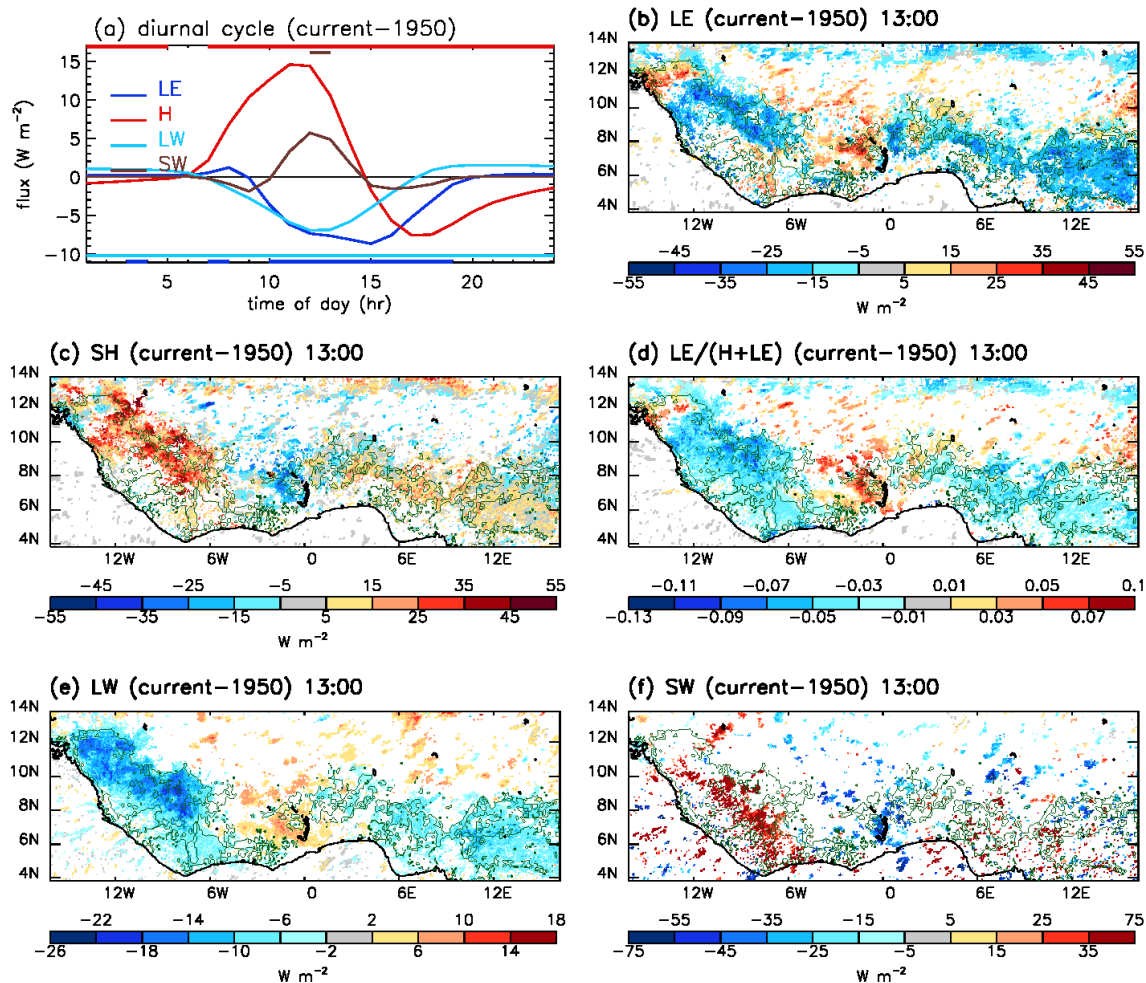 (a) diurnal cycle (current−1950)
15
10
5
0
−5
−10
flux (W m−2)
LE
H
LW
SW
5 10 15 20
time of day (hr)
(b) LE (current−1950) 13:00
14N
12N
10N
8N
6N
4N
12W 6W 0 6E 12E
−45 −25 −5 15 35 55
−55 −35 −15 5 25 45
W m−2
(c) SH (current−1950) 13:00
14N
12N
10N
8N
6N
4N
12W 6W 0 6E 12E
−45 −25 −5 15 35 55
−55 −35 −15 5 25 45
W m−2
(d) LE/(H+LE) (current−1950) 13:00
14N
12N
10N
8N
6N
4N
12W 6W 0 6E 12E
−0.11 −0.07 −0.03 0.01 0.05 0.1
−0.13 −0.09 −0.05 −0.01 0.03 0.07
(e) LW (current−1950) 13:00
14N
12N
10N
8N
6N
4N
12W 6W 0 6E 12E
−22 −14 −6 2 10 18
−26 −18 −10 −2 6 14
W m−2
(f) SW (current−1950) 13:00
14N
12N
10N
8N
6N
4N
12W 6W 0 6E 12E
−55 −35 −15 5 25 75
−75 −45 −25 −5 15 35
W m−2